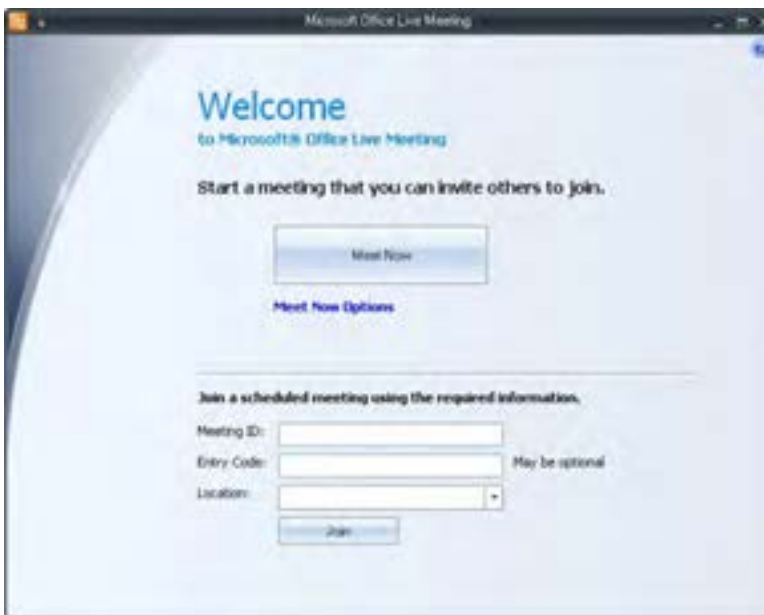 Microsoft Office Live Meeting
Welcome
to Microsoft® Office Live Meeting
Start a meeting that you can invite others to join.
Meet Now
Meet Now Options
Join a scheduled meeting using the required information.
Meeting ID:
Entry Code:
May be optional
Location:
Join